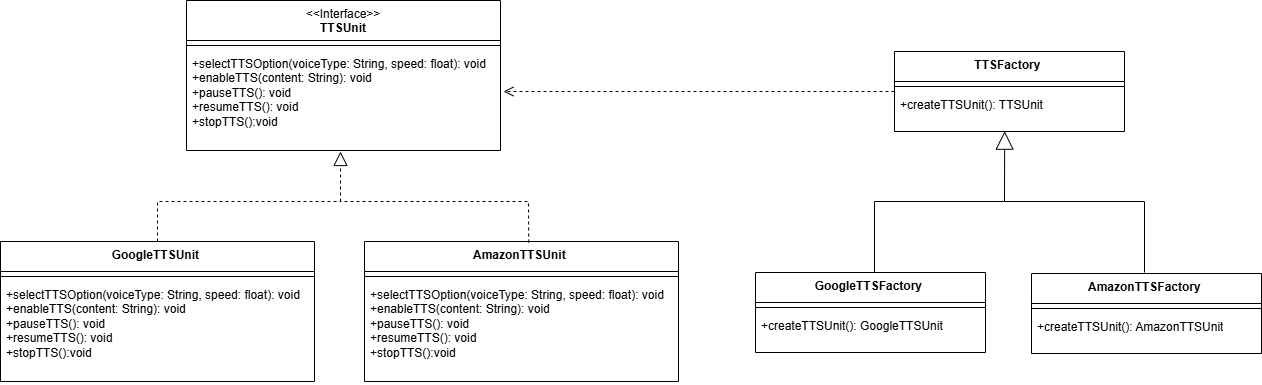 <<Interface>>
TTSUnit
+selectTTSOption(voiceType: String, speed: float): void
+enableTTS(content: String): void
+pauseTTS(): void
+resumeTTS(): void
+stopTTS():void
TTSFactory
+createTTSUnit(): TTSUnit
GoogleTTSUnit
+selectTTSOption(voiceType: String, speed: float): void
+enableTTS(content: String): void
+pauseTTS(): void
+resumeTTS(): void
+stopTTS():void
AmazonTTSUnit
+selectTTSOption(voiceType: String, speed: float): void
+enableTTS(content: String): void
+pauseTTS(): void
+resumeTTS(): void
+stopTTS():void
GoogleTTSFactory
+createTTSUnit(): GoogleTTSUnit
AmazonTTSFactory
+createTTSUnit(): AmazonTTSUnit